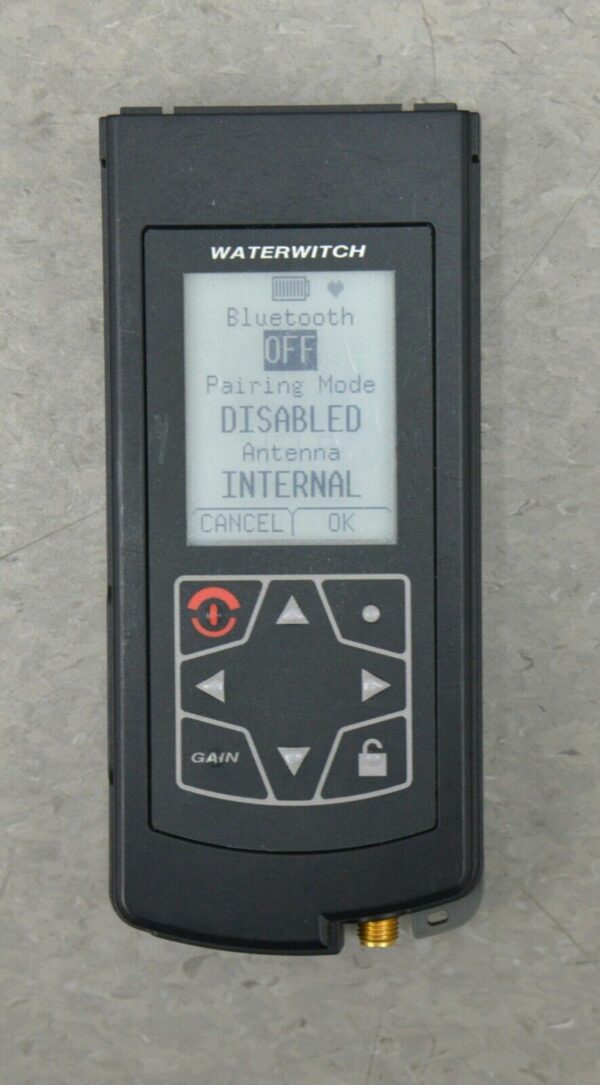 WATERWITCH
Bluetooth
OFF
Pairing Mode
DISABLED
Antenna
INTERNAL
CANCEL OK
GAIN